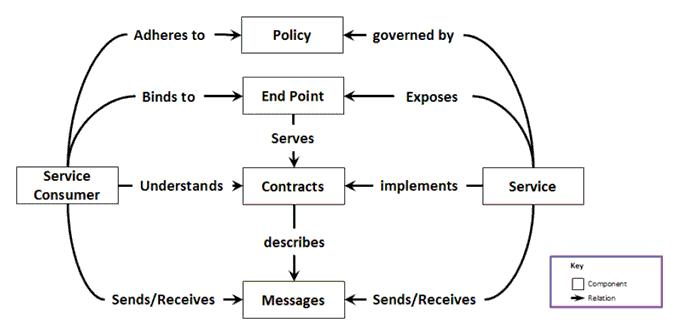 Adheres to
Policy
governed by
Binds to
End Point
Exposes
Serves
Service
Consumer
Understands
Contracts
implements
Service
describes
Sends/Receives
Messages
Sends/Receives
Key
Component
Relation